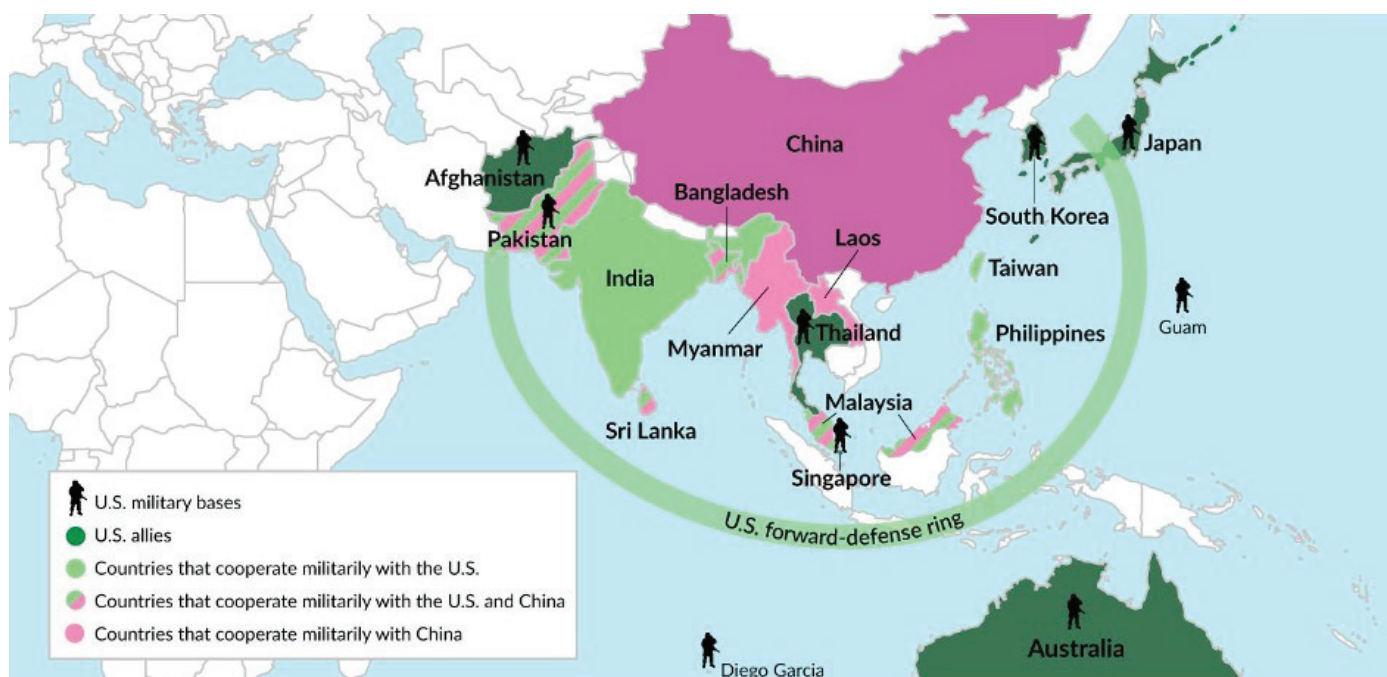 China
Japan
Afghanistan
Bangladesh
South Korea
Pakistan
Laos
Taiwan
India
Guam
Thailand
Philippines
Myanmar
Malaysia
Sri Lanka
Singapore
U.S. forward-defense ring
U.S. military bases
U.S. allies
Countries that cooperate militarily with the U.S.
Countries that cooperate militarily with the U.S. and China
Countries that cooperate militarily with China
Australia
Diego Garcia